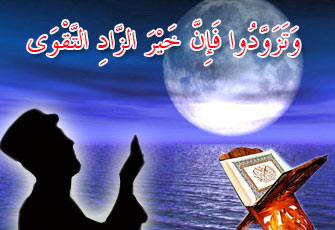 وَتَزَوَّدُوا فَإِنَّ خَيْرَ الزَّادِ التَّقْوَى